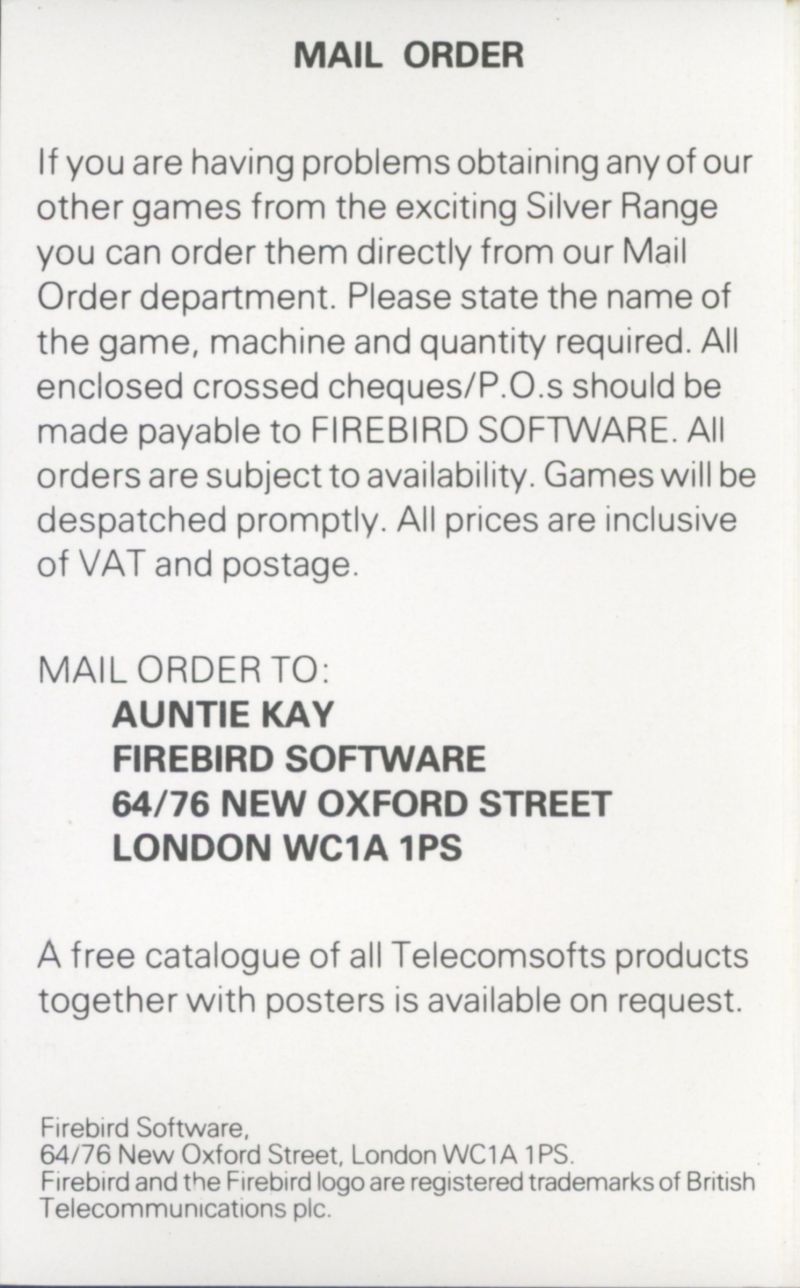 MAIL ORDER
If you are having problems obtaining any of our
other games from the exciting Silver Range
you can order them directly from our Mail
Order department. Please state the name of
the game, machine and quantity required. All
enclosed crossed cheques/P.O.s should be
made payable to FIREBIRD SOFTWARE. All
orders are subject to availability. Games will be
despatched promptly. All prices are inclusive
of VAT and postage.
MAIL ORDER TO:
AUNTIE KAY
FIREBIRD SOFTWARE
64/76 NEW OXFORD STREET
LONDON WC1A 1PS
A free catalogue of all Telecomsofts products
together with posters is available on request.
Firebird Software,
64/76 New Oxford Street, London WC1A 1PS.
Firebird and the Firebird logo are registered trademarks of British
Telecommunications plc.